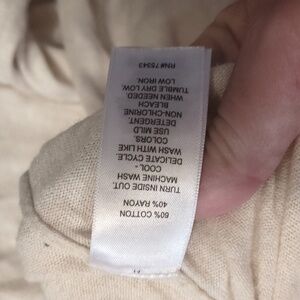 60% COTTON
40% RAYON
TURN INSIDE OUT.
MACHINE WASH
COOL -
DELICATE CYCLE.
WASH WITH LIKE
COLORS.
USE MILD
DETERGENT.
NON-CHLORINE
BLEACH
WHEN NEEDED.
TUMBLE DRY LOW.
LOW IRON.
RN# 75343